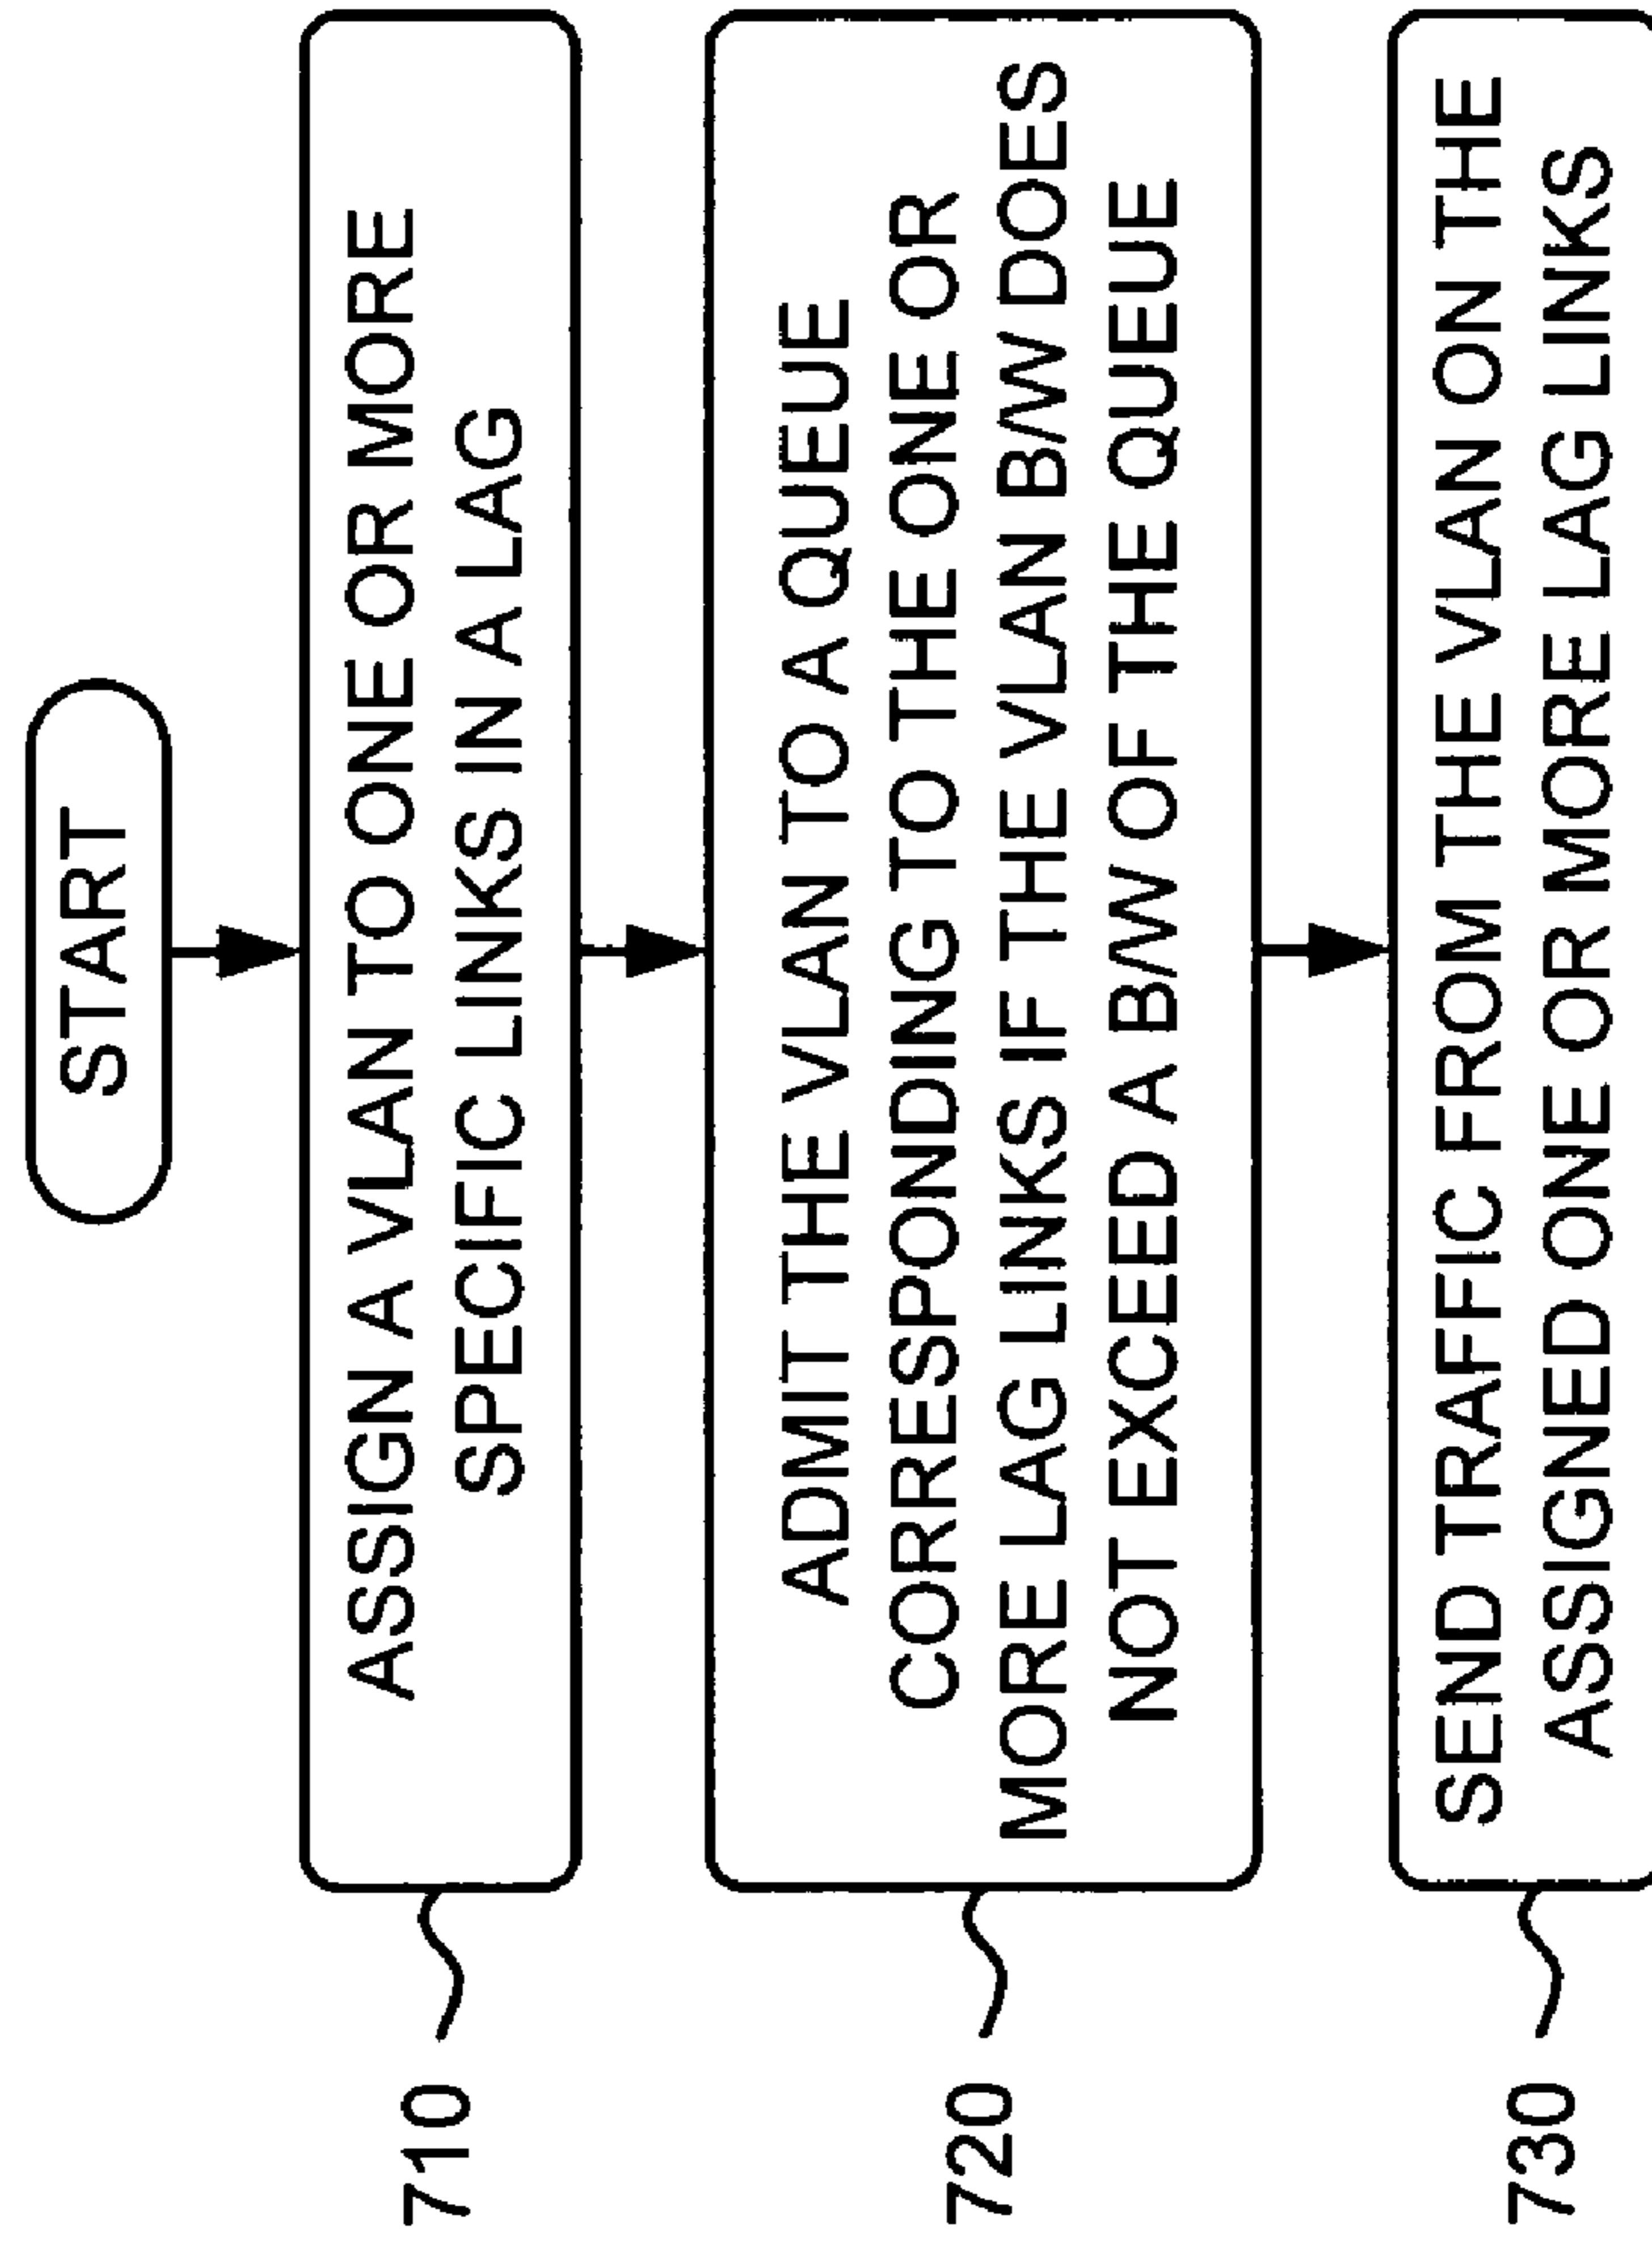 START
710
ASSIGN A VLAN TO ONE OR MORE
SPECIFIC LINKS IN A LAG
720
ADMIT THE VLAN TO A QUEUE
CORRESPONDING TO THE ONE OR
MORE LAG LINKS IF THE VLAN B/W DOES
NOT EXCEED A B/W OF THE QUEUE
730
SEND TRAFFIC FROM THE VLAN ON THE
ASSIGNED ONE OR MORE LAG LINKS